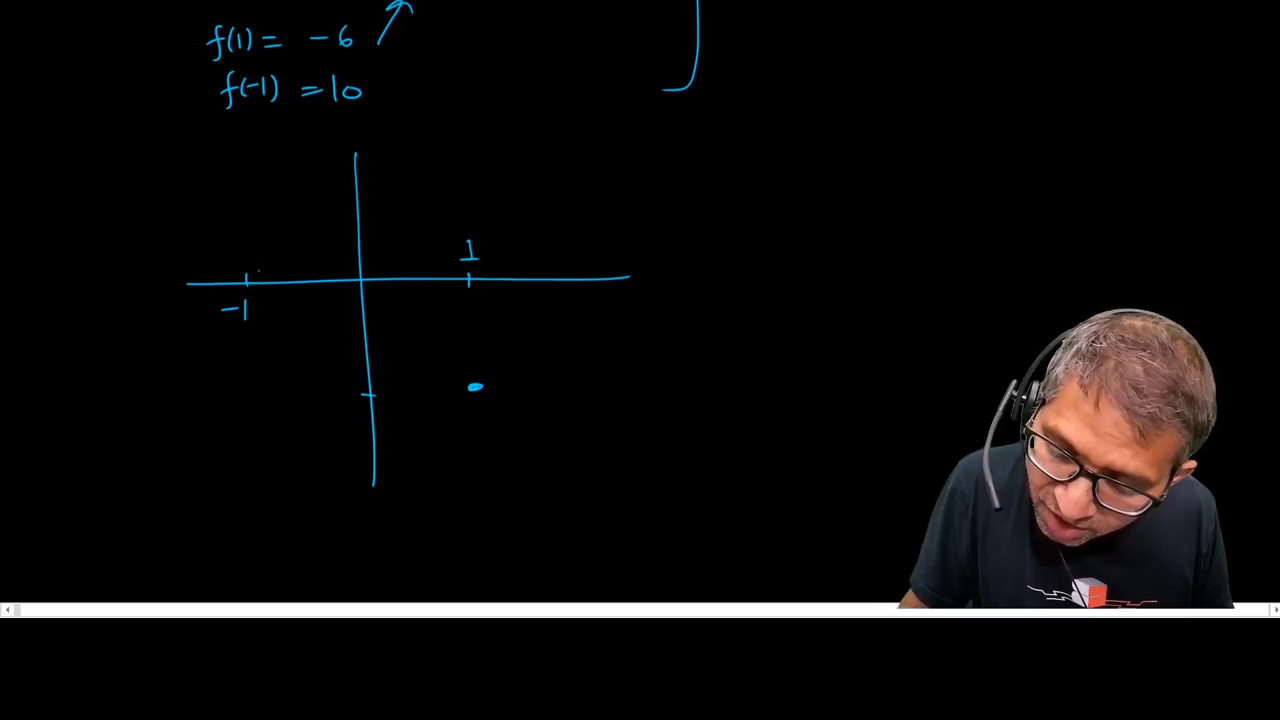 f(1) = -6
f(-1) = 10
1
-1